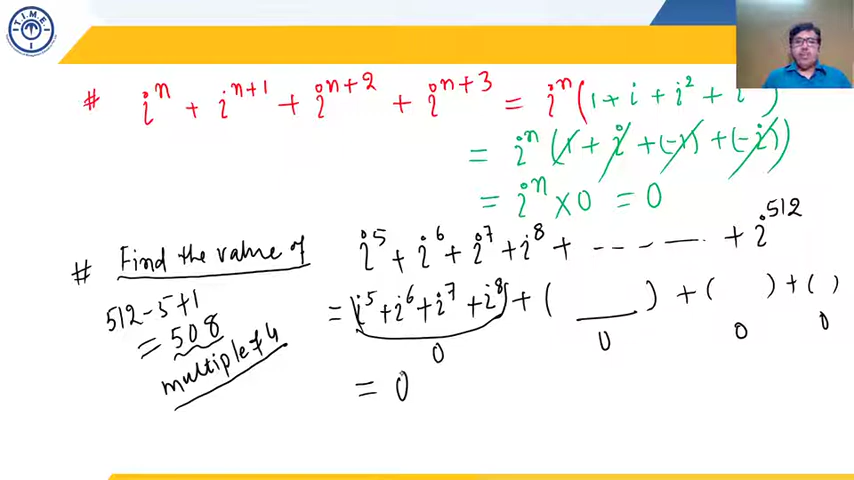 T.I.M.E.
# i^n + i^{n+1} + i^{n+2} + i^{n+3} = i^n (1 + i + i^2 + i )
= i^n (1 + i + (-1) + (-i))
= i^n × 0 = 0
# Find the value of i^5 + i^6 + i^7 + i^8 + ------- + i^{512}
512-5+1 = (i^5 + i^6 + i^7 + i^8) + ( ) + ( ) + ( )
= 508 0 0 0 0
multiple of 4 = 0